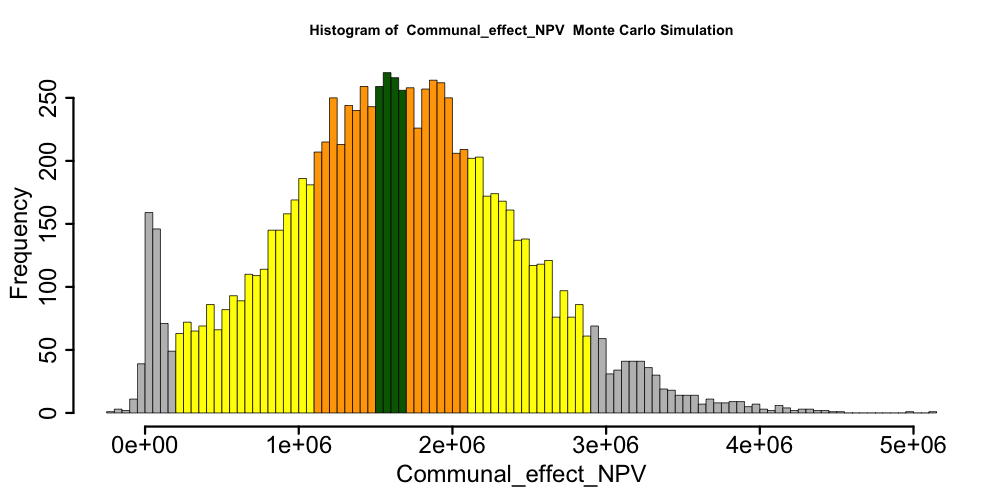 Histogram of  Communal_effect_NPV  Monte Carlo Simulation
Frequency
250
200
150
100
50
0
0e+00 1e+06 2e+06 3e+06 4e+06 5e+06
Communal_effect_NPV